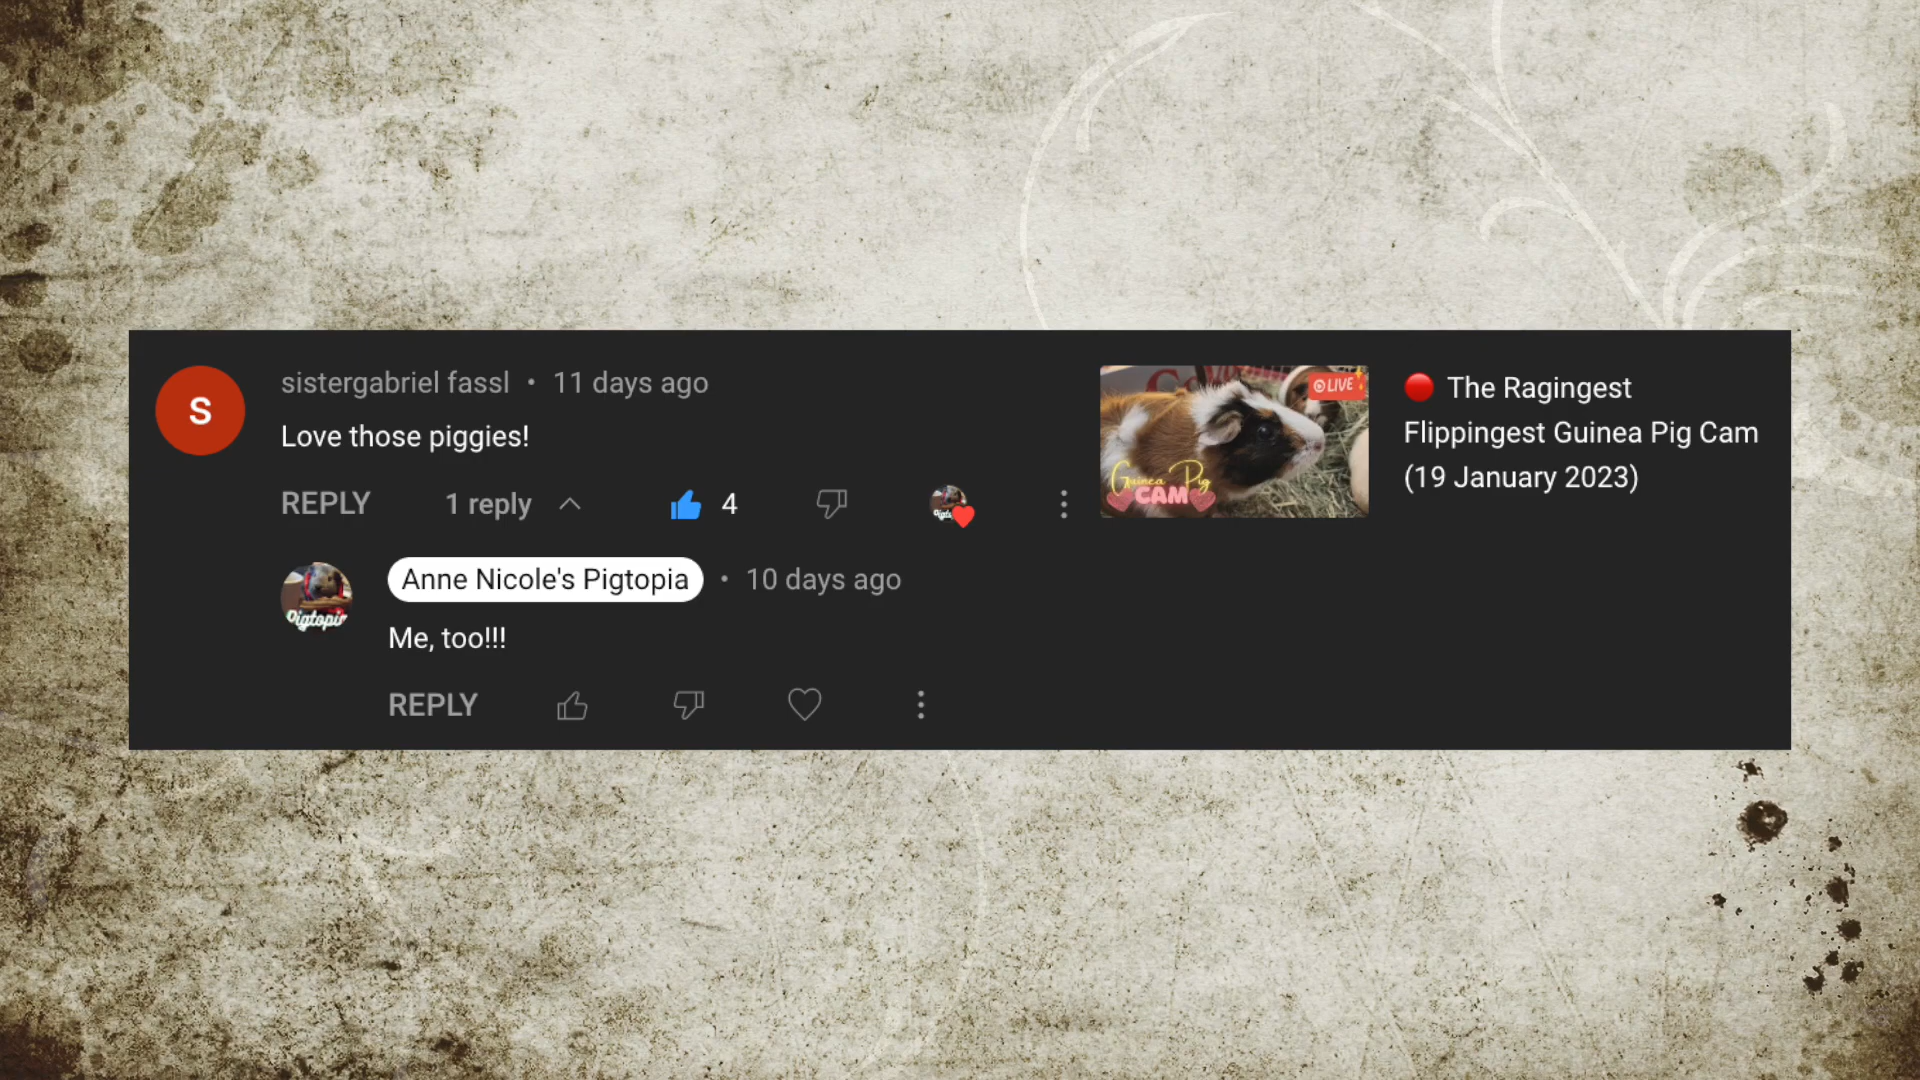 S
sistergabriel fassl • 11 days ago
Love those piggies!
REPLY 1 reply 4
LIVE
Guinea Pig
CAM
🔴 The Ragingest
Flippingest Guinea Pig Cam
(19 January 2023)
Pigtopia
Anne Nicole's Pigtopia • 10 days ago
Me, too!!!
REPLY